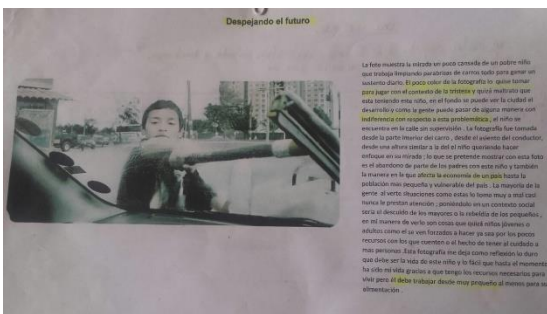 Despejando el futuro
La foto muestra la mirada un poco cansada de un pobre niño
que trabaja limpiando parabrisas de carros todo para ganar un
sustento diario. El poco color de la fotografía lo quise tomar
para jugar con el contexto de la tristeza y quizá maltrato que
esta teniendo este niño, en el fondo se puede ver la ciudad el
desarrollo y como la gente puede pasar de alguna manera con
indiferencia con respecto a esta problemática, el niño se
encuentra en la calle sin supervisión. La fotografía fue tomada
desde la parte interior del carro, desde el asiento del conductor,
desde una altura similar a la del niño queriendo hacer
enfoque en su mirada; lo que se pretende mostrar con esta foto
es el abandono de parte de los padres con este niño y también
la manera en la que afecta la economía de un país hasta la
población mas pequeña y vulnerable del país. La mayoría de la
gente al verlo situaciones como estas lo toma muy a mal casi
nunca le prestan atención, poniéndolo en un contexto social
seria el descuido de los mayores o la rebeldía de los pequeños,
en mi manera de verlo son cosas que niños jóvenes o
adultos como el se ven forzados a hacer ya sea por los pocos
recursos con los que cuentan o el hecho de tener al cuidado a
mas personas. Esta fotografía me deja como reflexión lo duro
que debe ser la vida de este niño y lo fácil que hasta el momento
ha sido mi vida gracias a que tengo los recursos necesarios para
vivir pero él debe trabajar desde muy pequeño al menos para su
alimentación.